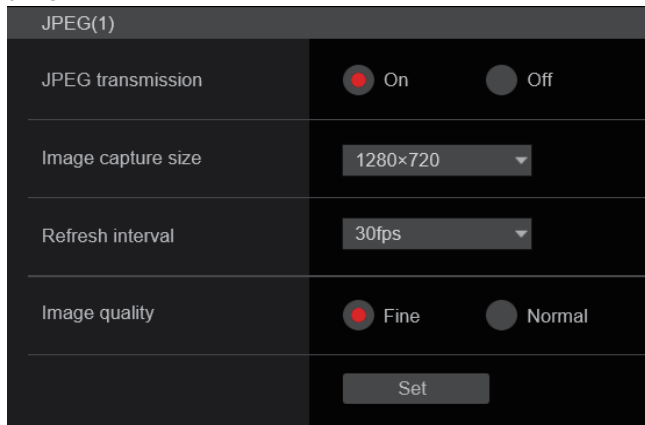 JPEG(1)
JPEG transmission On Off
Image capture size 1280×720
Refresh interval 30fps
Image quality Fine Normal
Set